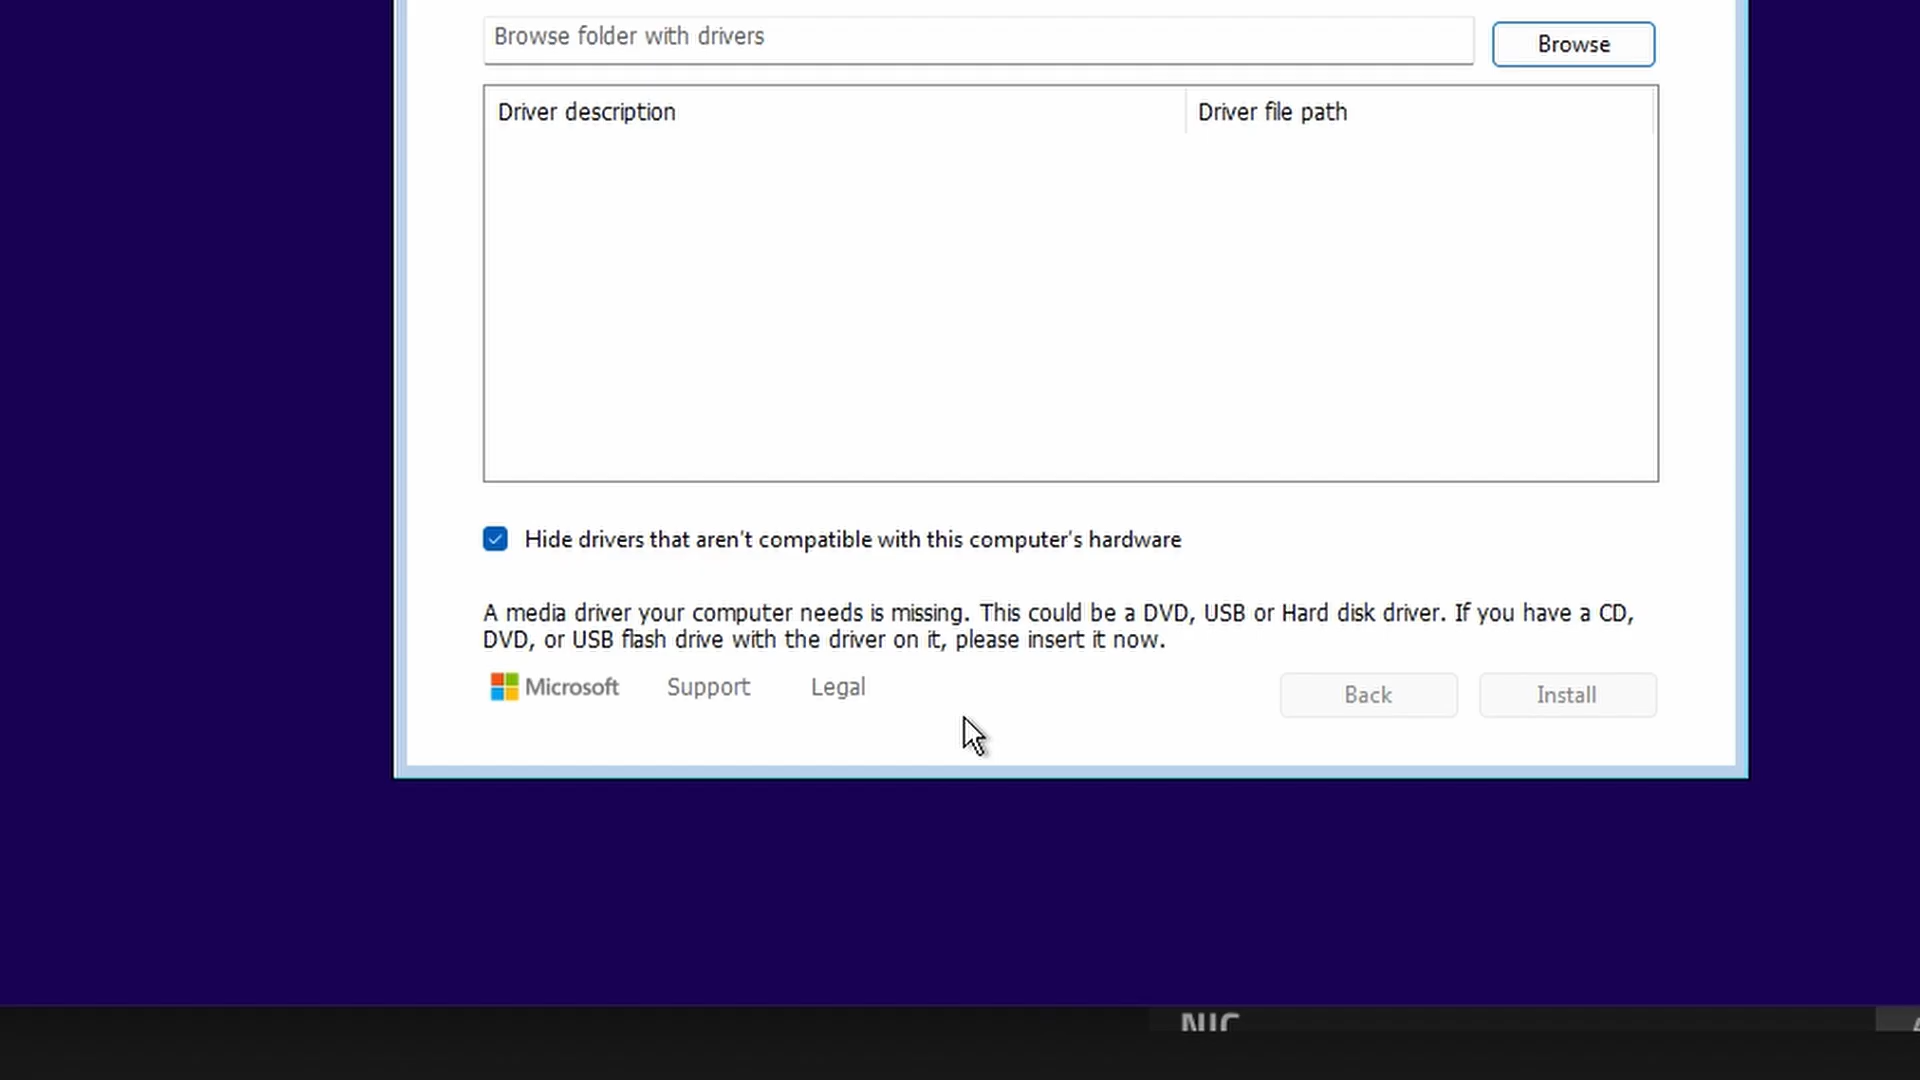 Browse folder with drivers
Browse
Driver description
Driver file path
Hide drivers that aren't compatible with this computer's hardware
A media driver your computer needs is missing. This could be a DVD, USB or Hard disk driver. If you have a CD,
DVD, or USB flash drive with the driver on it, please insert it now.
Microsoft
Support
Legal
Back
Install
NIC